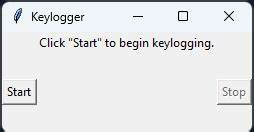 Keylogger
Click "Start" to begin keylogging.
Start
Stop